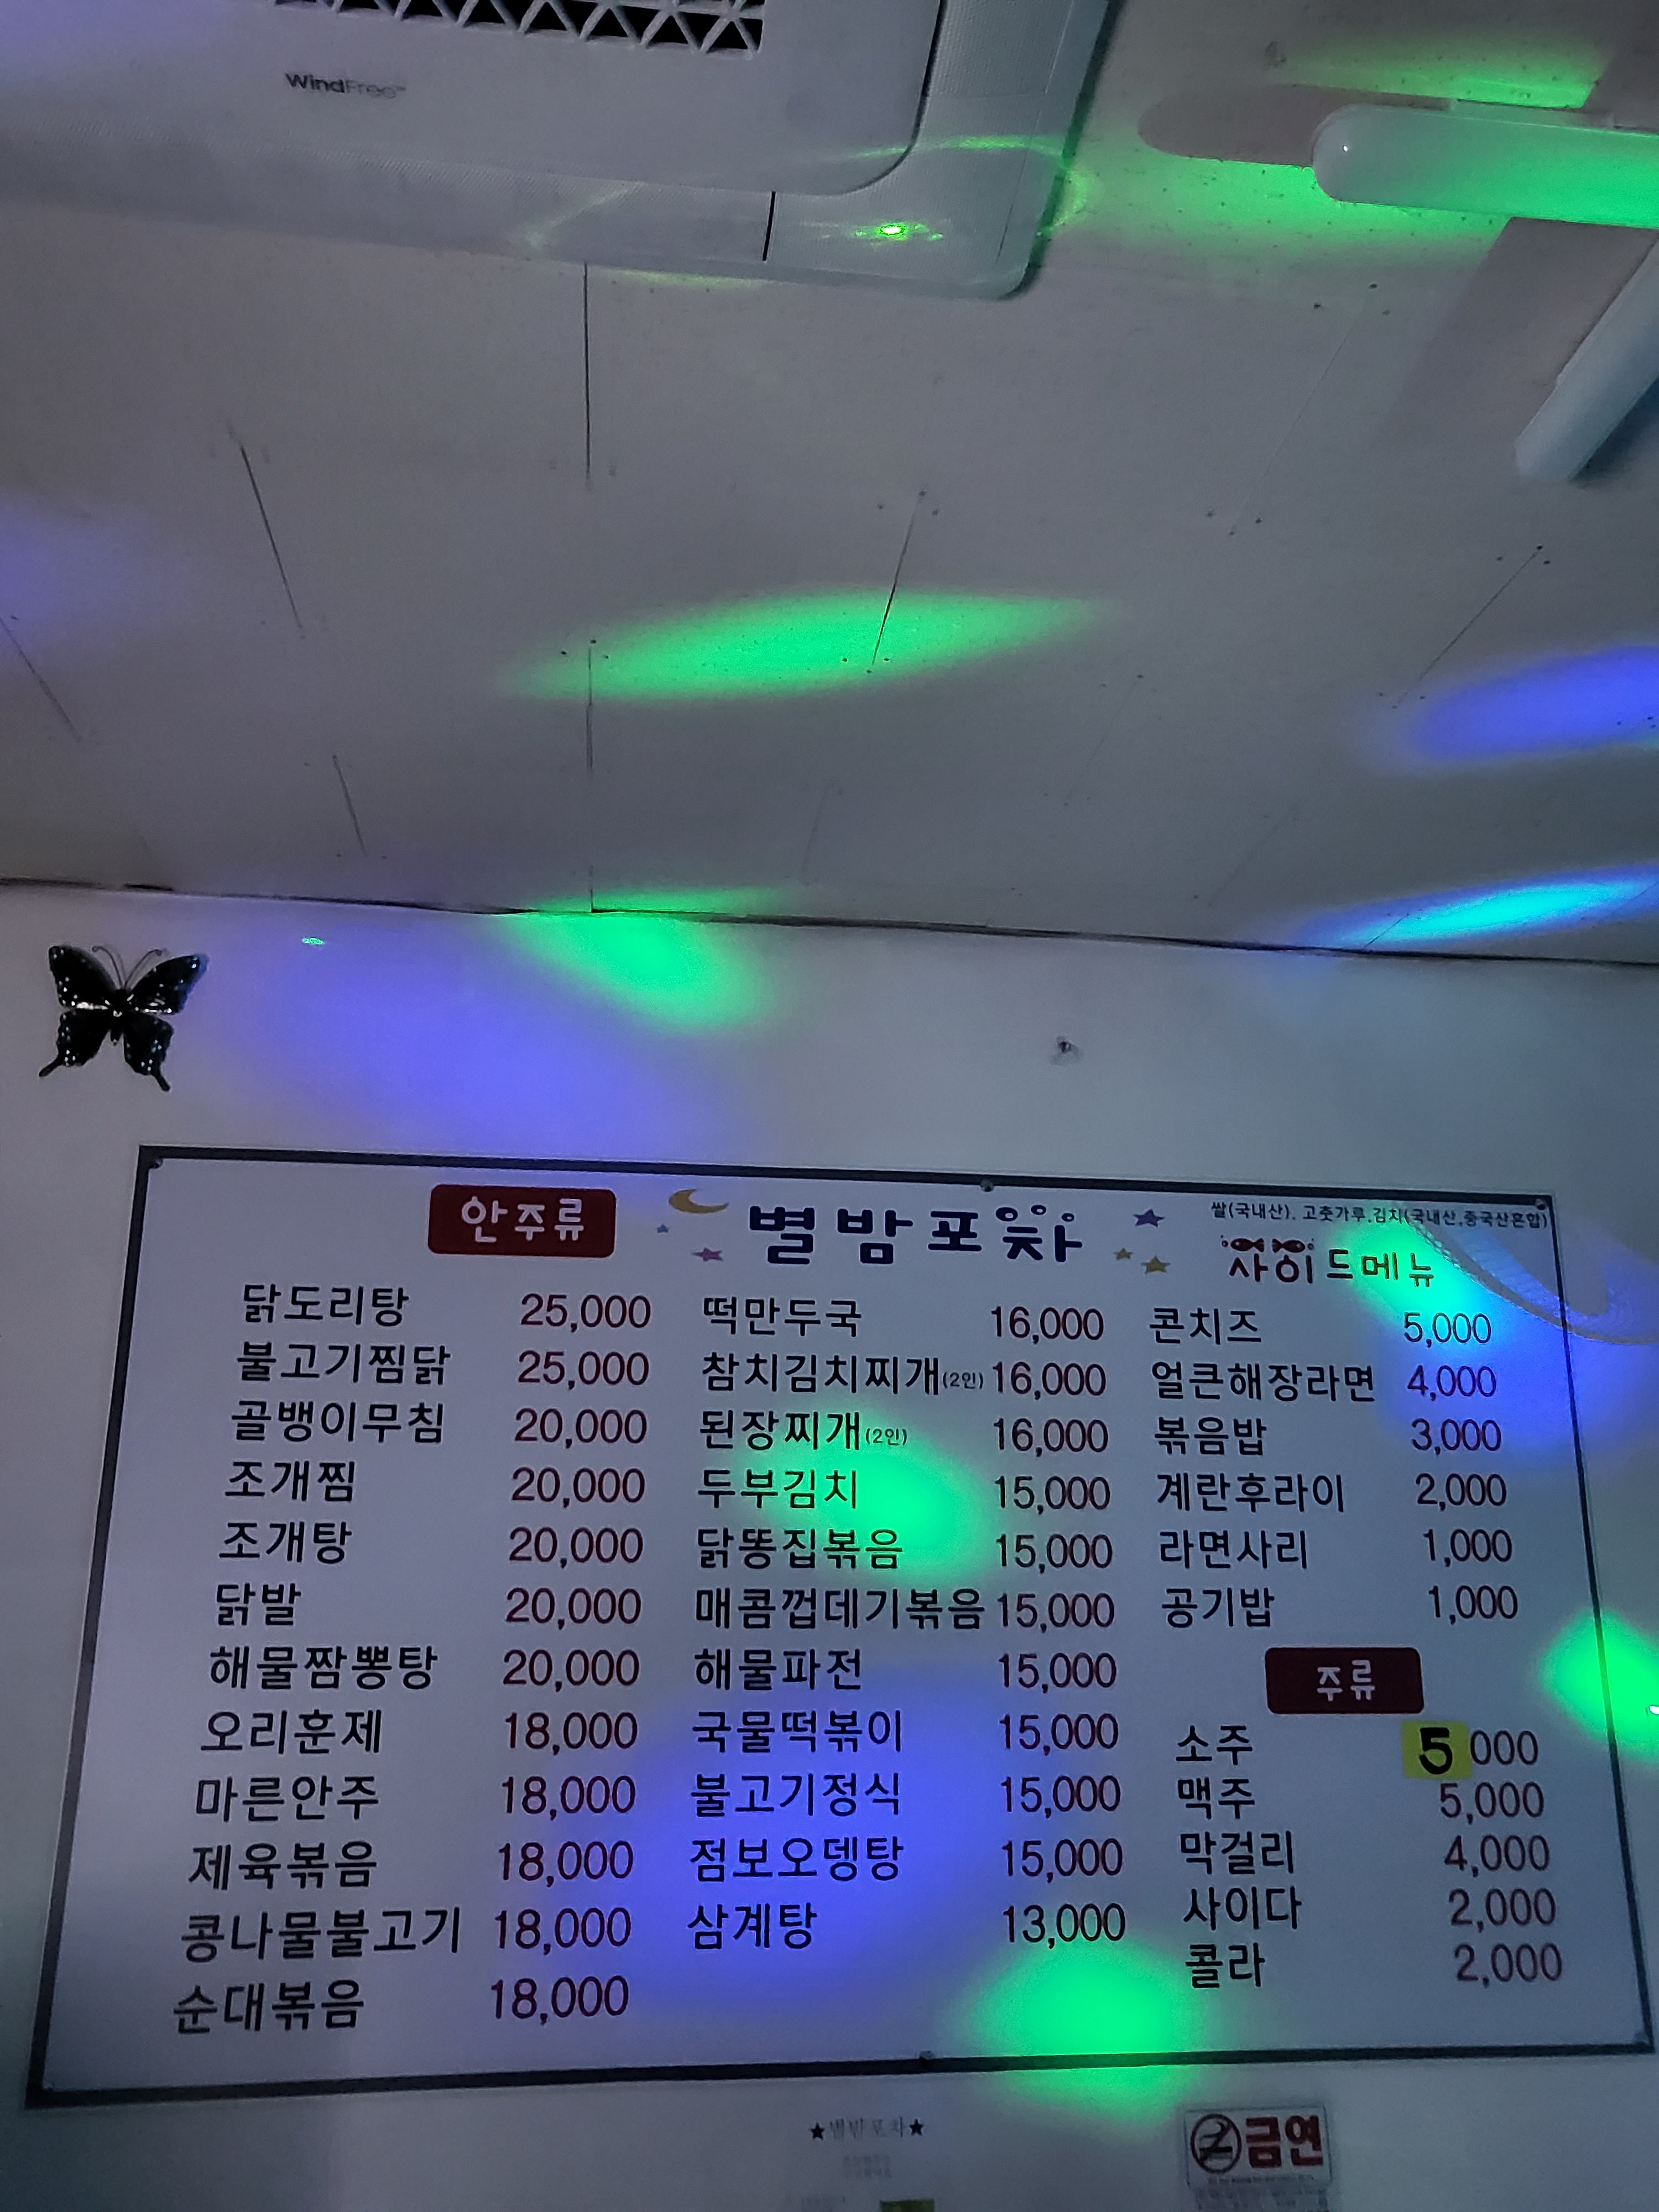 WindFree™
안주류
별밤포차
쌀(국내산), 고춧가루,김치(국내산,중국산혼합)
사이드메뉴
닭도리탕 25,000
불고기찜닭 25,000
골뱅이무침 20,000
조개찜 20,000
조개탕 20,000
닭발 20,000
해물짬뽕탕 20,000
오리훈제 18,000
마른안주 18,000
제육볶음 18,000
콩나물불고기 18,000
순대볶음 18,000
떡만두국 16,000
참치김치찌개(2인) 16,000
된장찌개(2인) 16,000
두부김치 15,000
닭똥집볶음 15,000
매콤껍데기볶음 15,000
해물파전 15,000
국물떡볶이 15,000
불고기정식 15,000
점보오뎅탕 15,000
삼계탕 13,000
콘치즈 5,000
얼큰해장라면 4,000
볶음밥 3,000
계란후라이 2,000
라면사리 1,000
공기밥 1,000
주류
소주 5,000
맥주 5,000
막걸리 4,000
사이다 2,000
콜라 2,000
★별밤포차★
금연